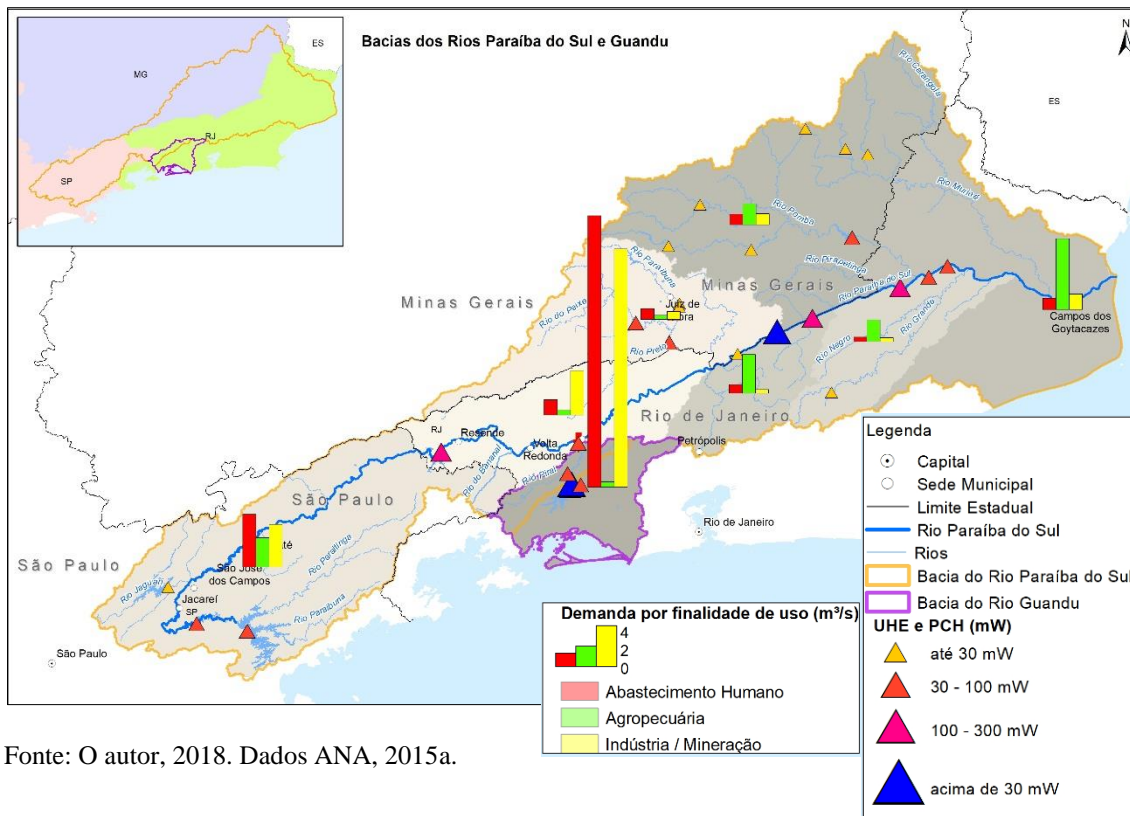 Bacias dos Rios Paraíba do Sul e Guandu
N
ES
MG
RJ
SP
ES
Rio Carangola
Rio Muriaé
Rio Pomba
Rio Pirapetinga
Rio Paraíba do Sul
Rio Paraibuna
Minas Gerais
Minas Gerais
Rio do Peixe
Juiz de
ora
Rio Preto
Rio Negro
Rio Grande
Campos dos
Goytacazes
Rio de Janeiro
RJ
Resende
Volta
Redonda
Petrópolis
Rio do Bananal
Rio Piraí
São Paulo
Rio de Janeiro
São Paulo
até
São José
dos Campos
Rio Paraitinga
Rio Jaguari
Jacareí
SP
Rio Paraibuna
São Paulo
Legenda
Capital
Sede Municipal
Limite Estadual
Rio Paraíba do Sul
Rios
Bacia do Rio Paraíba do Sul
Bacia do Rio Guandu
UHE e PCH (mW)
até 30 mW
30 - 100 mW
100 - 300 mW
acima de 30 mW
Demanda por finalidade de uso (m³/s)
4
2
0
Abastecimento Humano
Agropecuária
Indústria / Mineração
Fonte: O autor, 2018. Dados ANA, 2015a.